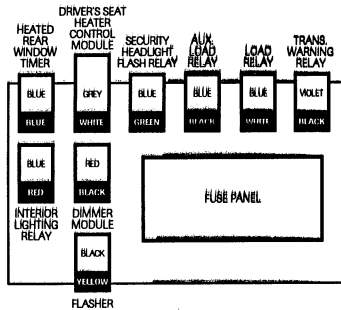 DRIVER'S SEAT
HEATER
CONTROL
MODULE
HEATED
REAR
WINDOW
TIMER
SECURITY
HEADLIGHT
FLASH RELAY
AUX.
LOAD
RELAY
LOAD
RELAY
TRANS.
WARNING
RELAY
BLUE
GREY
BLUE
BLUE
BLUE
VIOLET
BLUE
WHITE
GREEN
BLACK
WHITE
BLACK
BLUE
RED
RED
BLACK
FUSE PANEL
INTERIOR
LIGHTING
RELAY
DIMMER
MODULE
BLACK
YELLOW
FLASHER